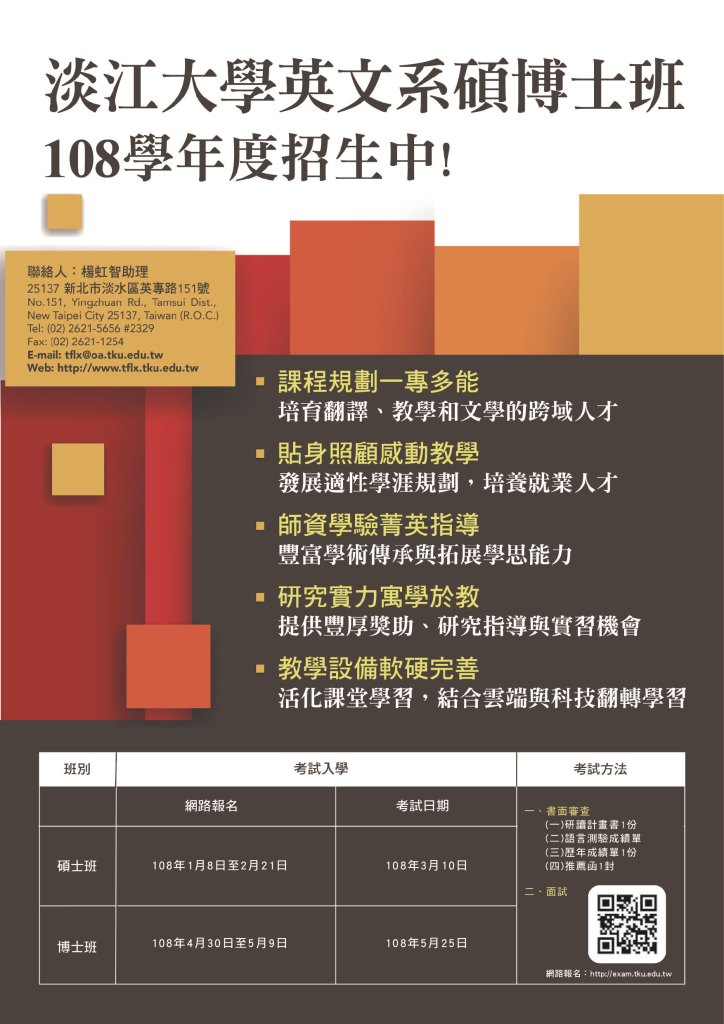 淡江大學英文系碩博士班
108學年度招生中!
聯絡人：楊虹智助理
25137 新北市淡水區英專路151號
No.151, Yingzhuan Rd., Tamsui Dist.,
New Taipei City 25137, Taiwan (R.O.C.)
Tel: (02) 2621-5656 #2329
Fax: (02) 2621-1254
E-mail: tflx@oa.tku.edu.tw
Web: http://www.tflx.tku.edu.tw
課程規劃一專多能
培育翻譯、教學和文學的跨域人才
貼身照顧感動教學
發展適性學涯規劃，培養就業人才
師資學驗菁英指導
豐富學術傳承與拓展學思能力
研究實力寓學於教
提供豐厚獎助、研究指導與實習機會
教學設備軟硬完善
活化課堂學習，結合雲端與科技翻轉學習
班別 考試入學 考試方法
網路報名 考試日期
碩士班 108年1月8日至2月21日 108年3月10日
博士班 108年4月30日至5月9日 108年5月25日
一、書面審查
(一)研讀計畫書1份
(二)語言測驗成績單
(三)歷年成績單1份
(四)推薦函1封
二、面試
網路報名：http://exam.tku.edu.tw